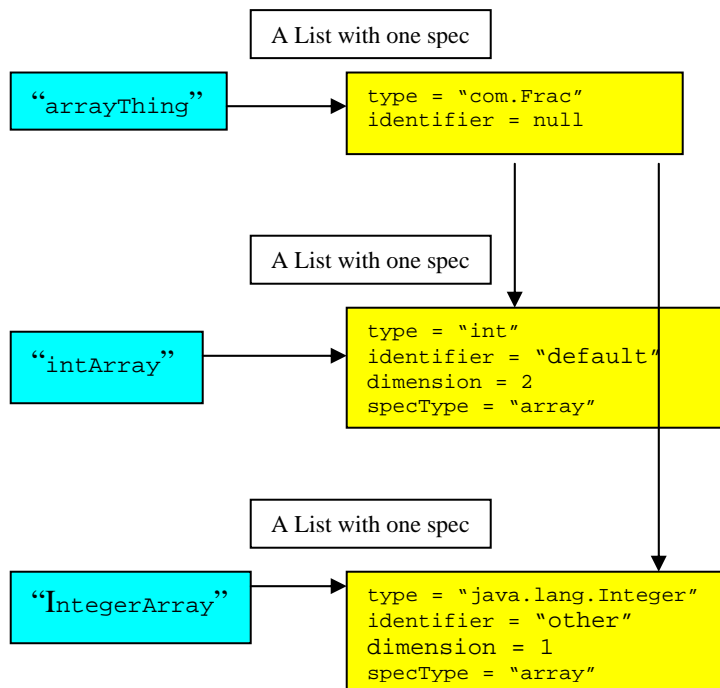 A List with one spec
“arrayThing”
type = “com.Frac”
identifier = null
A List with one spec
“intArray”
type = “int”
identifier = “default”
dimension = 2
specType = “array”
A List with one spec
“IntegerArray”
type = “java.lang.Integer”
identifier = “other”
dimension = 1
specType = “array”